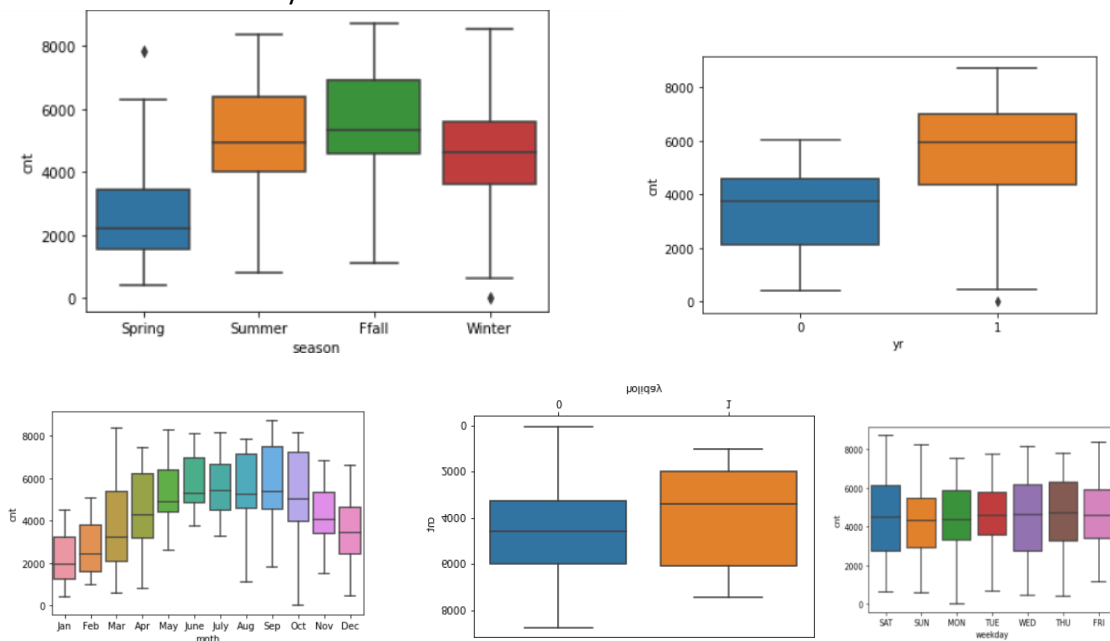 8000
6000
4000
2000
0
cnt
Spring Summer Ffall Winter
season
8000
6000
4000
2000
0
cnt
0 1
yr
8000
6000
4000
2000
0
cnt
Jan Feb Mar Apr May June July Aug Sep Oct Nov Dec
holiday
0 1
0
2000
4000
6000
8000
cnt
8000
6000
4000
2000
0
cnt
SAT SUN MON TUE WED THU FRI
weekday